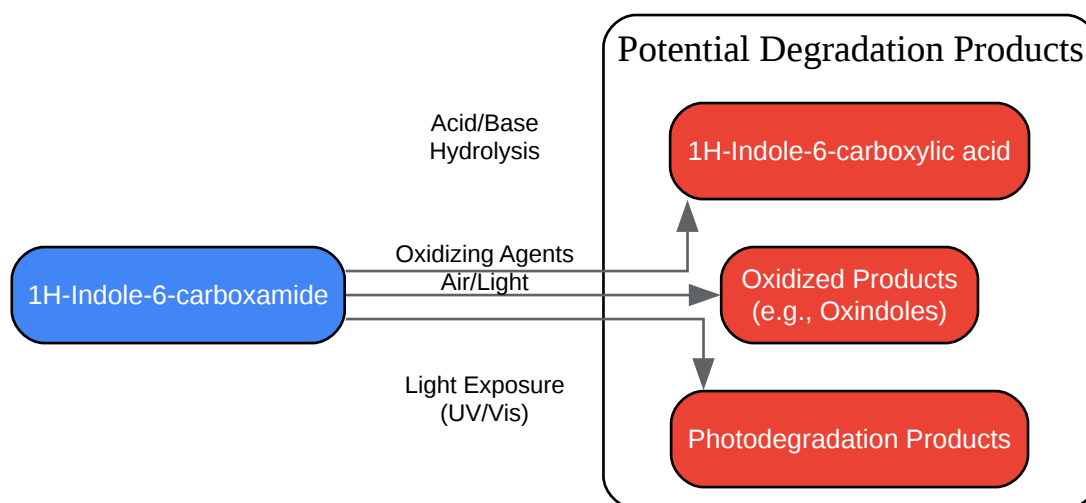 Potential Degradation Products
Acid/Base
Hydrolysis
1H-Indole-6-carboxylic acid
Oxidizing Agents
Air/Light
1H-Indole-6-carboxamide
Oxidized Products
(e.g., Oxindoles)
Light Exposure
(UV/Vis)
Photodegradation Products